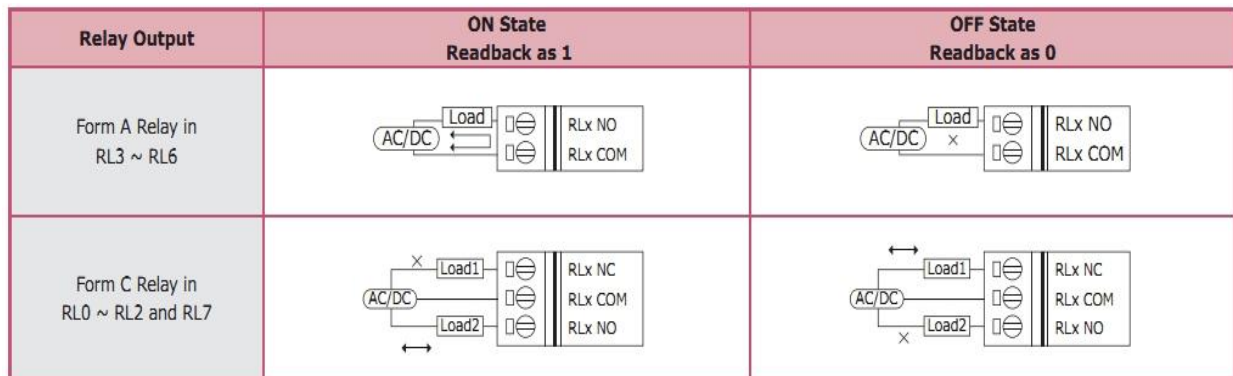 Relay Output
ON State
Readback as 1
OFF State
Readback as 0
Form A Relay in
RL3 ~ RL6
Load
AC/DC
RLx NO
RLx COM
Load
AC/DC
×
RLx NO
RLx COM
Form C Relay in
RL0 ~ RL2 and RL7
×
Load1
AC/DC
Load2
RLx NC
RLx COM
RLx NO
Load1
AC/DC
Load2
×
RLx NC
RLx COM
RLx NO